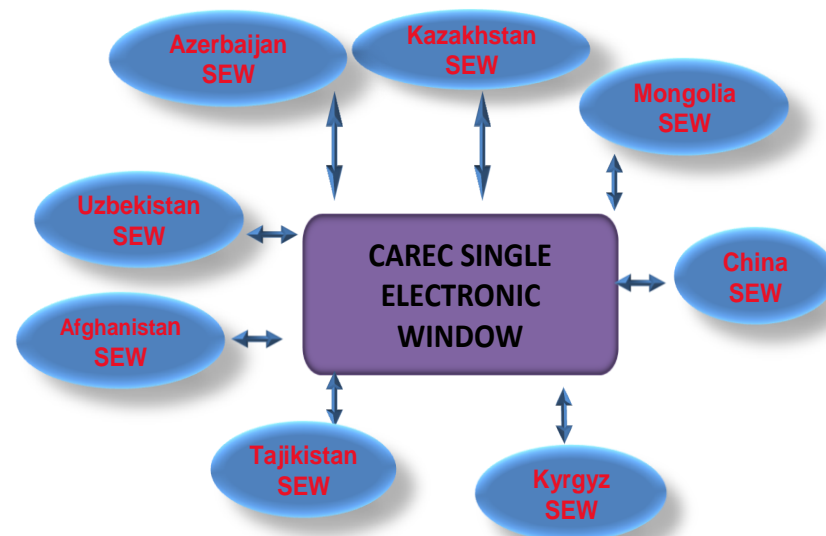 Azerbaijan
SEW
Kazakhstan
SEW
Mongolia
SEW
Uzbekistan
SEW
CAREC SINGLE
ELECTRONIC
WINDOW
China
SEW
Afghanistan
SEW
Tajikistan
SEW
Kyrgyz
SEW